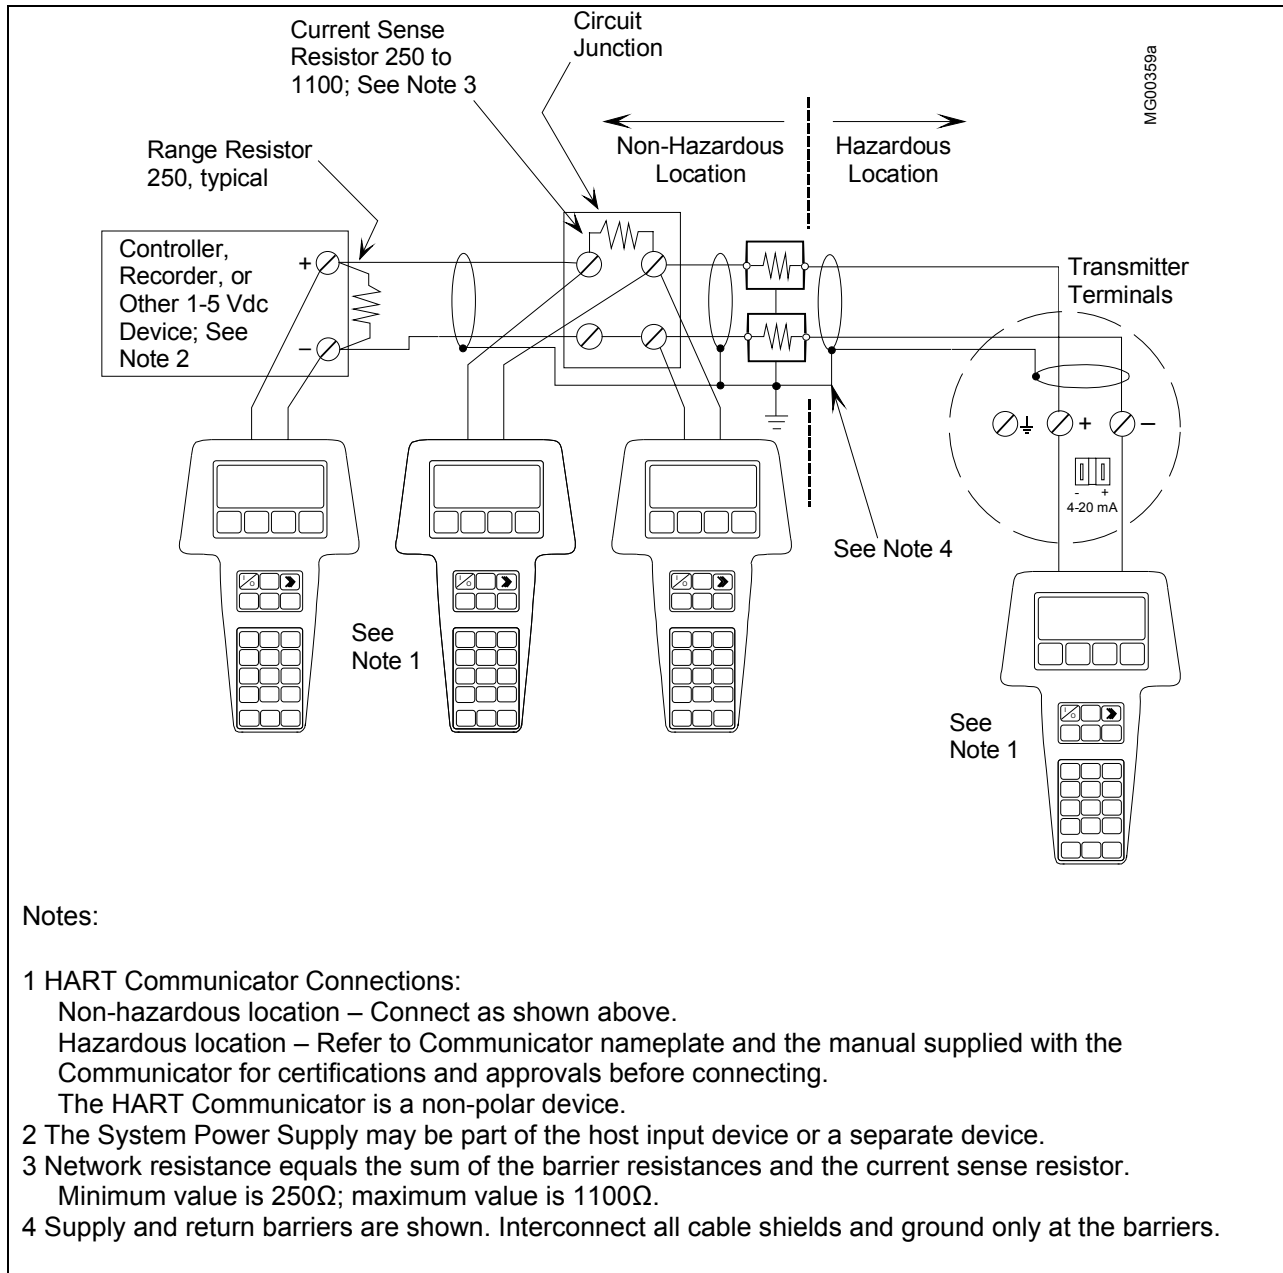 Current Sense
Resistor 250 to
1100; See Note 3
Circuit
Junction
MG00359a
Non-Hazardous
Location
Hazardous
Location
Range Resistor
250, typical
Controller,
Recorder, or
Other 1-5 Vdc
Device; See
Note 2
+
–
Transmitter
Terminals
+
–
- +
4-20 mA
See Note 4
See
Note 1
See
Note 1
I/O
I/O
I/O
I/O
Notes:
1 HART Communicator Connections:
Non-hazardous location – Connect as shown above.
Hazardous location – Refer to Communicator nameplate and the manual supplied with the
Communicator for certifications and approvals before connecting.
The HART Communicator is a non-polar device.
2 The System Power Supply may be part of the host input device or a separate device.
3 Network resistance equals the sum of the barrier resistances and the current sense resistor.
Minimum value is 250Ω; maximum value is 1100Ω.
4 Supply and return barriers are shown. Interconnect all cable shields and ground only at the barriers.